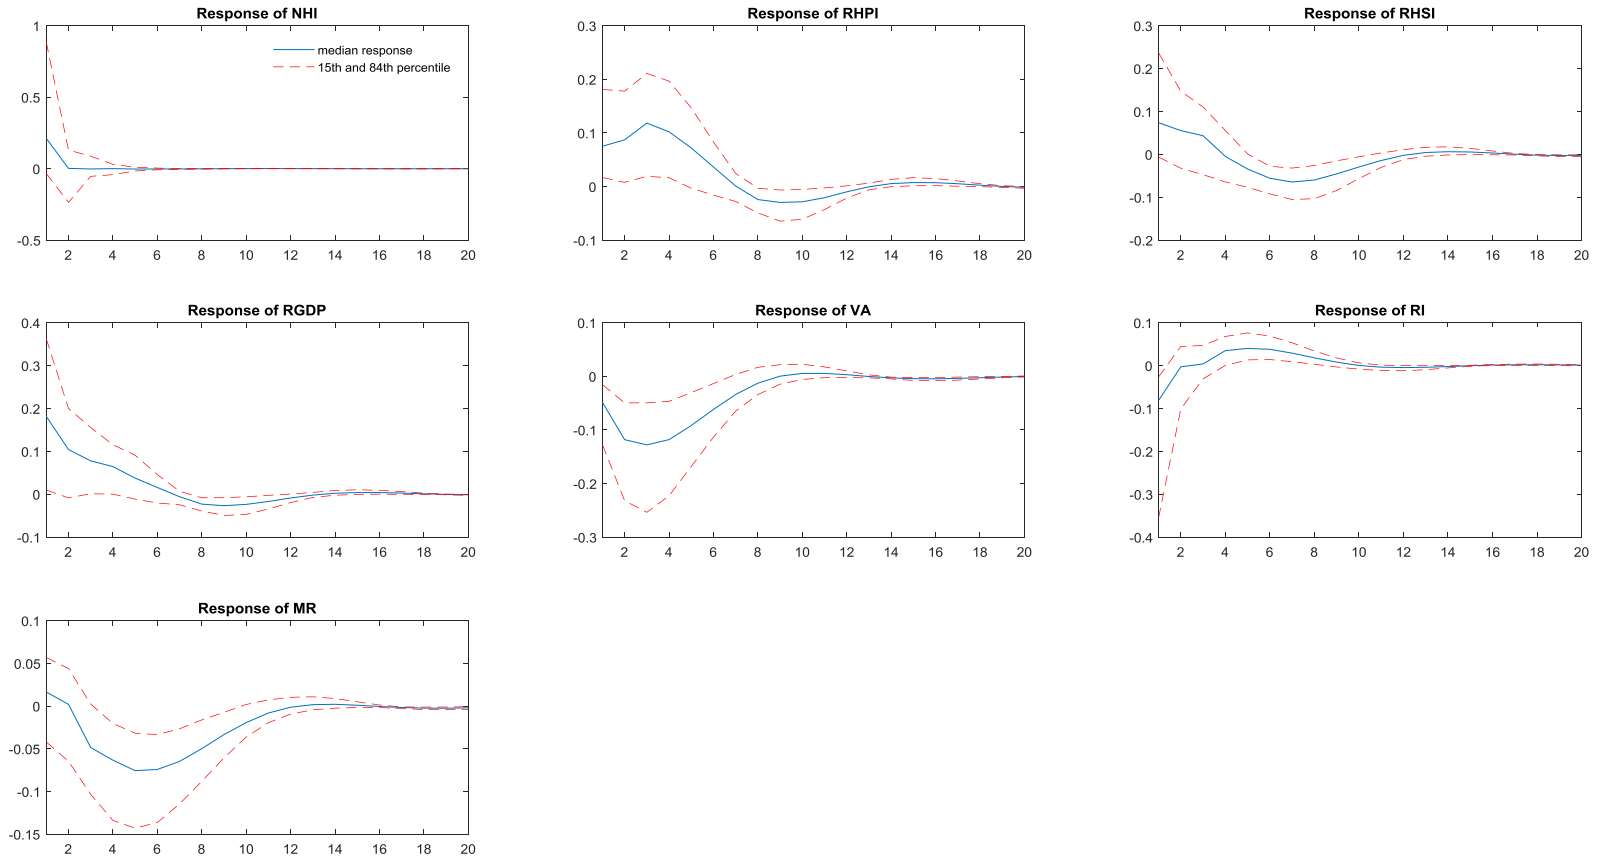 Response of NHI
1
0.5
0
-0.5
median response
15th and 84th percentile
2 4 6 8 10 12 14 16 18 20
Response of RHPI
0.3
0.2
0.1
0
-0.1
2 4 6 8 10 12 14 16 18 20
Response of RHSI
0.3
0.2
0.1
0
-0.1
-0.2
2 4 6 8 10 12 14 16 18 20
Response of RGDP
0.4
0.3
0.2
0.1
0
-0.1
2 4 6 8 10 12 14 16 18 20
Response of VA
0.1
0
-0.1
-0.2
-0.3
2 4 6 8 10 12 14 16 18 20
Response of RI
0.1
0
-0.1
-0.2
-0.3
-0.4
2 4 6 8 10 12 14 16 18 20
Response of MR
0.1
0.05
0
-0.05
-0.1
-0.15
2 4 6 8 10 12 14 16 18 20